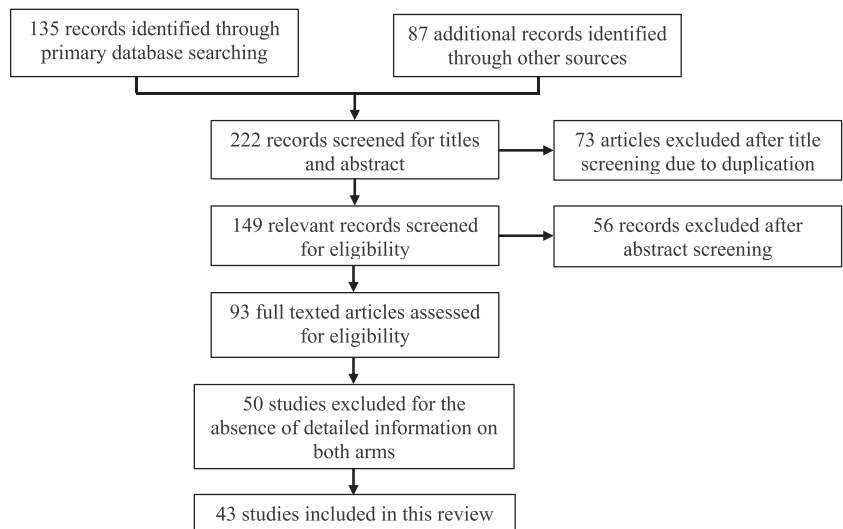 135 records identified through
primary database searching
87 additional records identified
through other sources
222 records screened for titles
and abstract
73 articles excluded after title
screening due to duplication
149 relevant records screened
for eligibility
56 records excluded after
abstract screening
93 full texted articles assessed
for eligibility
50 studies excluded for the
absence of detailed information on
both arms
43 studies included in this review